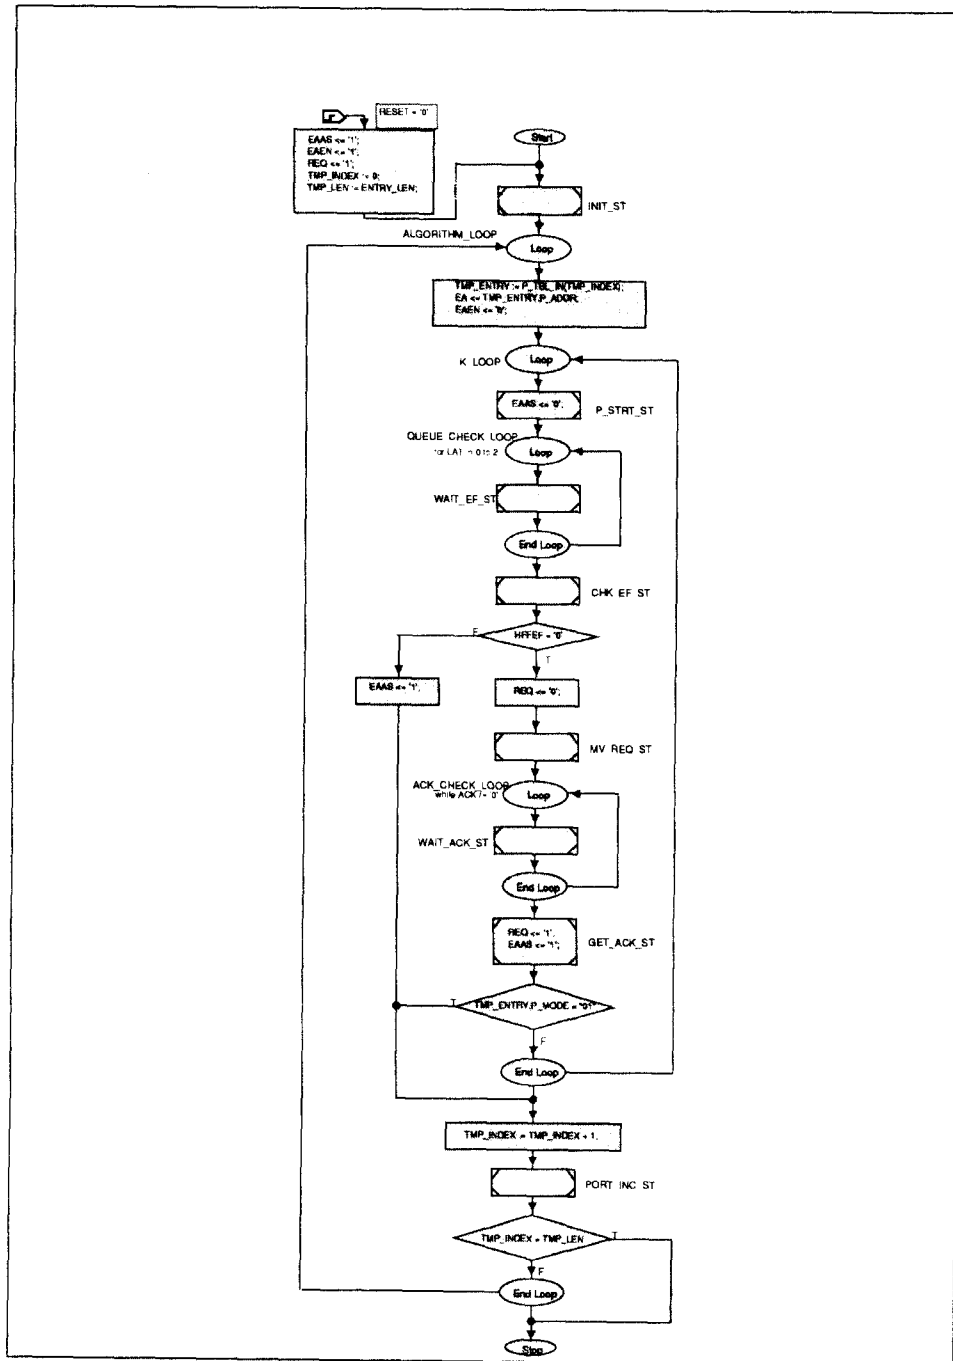 RESET = '0'
EAAS <= '1';
EAEN <= '1';
REQ <= '1';
TMP_INDEX := 0;
TMP_LEN := ENTRY_LEN;
Start
INIT_ST
ALGORITHM_LOOP
Loop
TMP_ENTRY := P_TBL_IN(TMP_INDEX);
EA <= TMP_ENTRY.P_ADDR;
EAEN <= '0';
K LOOP
Loop
EAAS <= '0';
P_STRT_ST
QUEUE CHECK LOOP
for LAT in 0 to 2
Loop
WAIT_EF_ST
End Loop
CHK EF ST
HFFEF = '0'
F
T
EAAS <= '1';
REQ <= '0';
MV REQ ST
ACK_CHECK_LOOP
while ACK /= '0'
Loop
WAIT_ACK_ST
End Loop
REQ <= '1';
EAAS <= '1';
GET_ACK_ST
T
TMP_ENTRY.P_MODE = "01"
F
End Loop
TMP_INDEX := TMP_INDEX + 1;
PORT INC ST
TMP_INDEX = TMP_LEN
T
F
End Loop
Stop